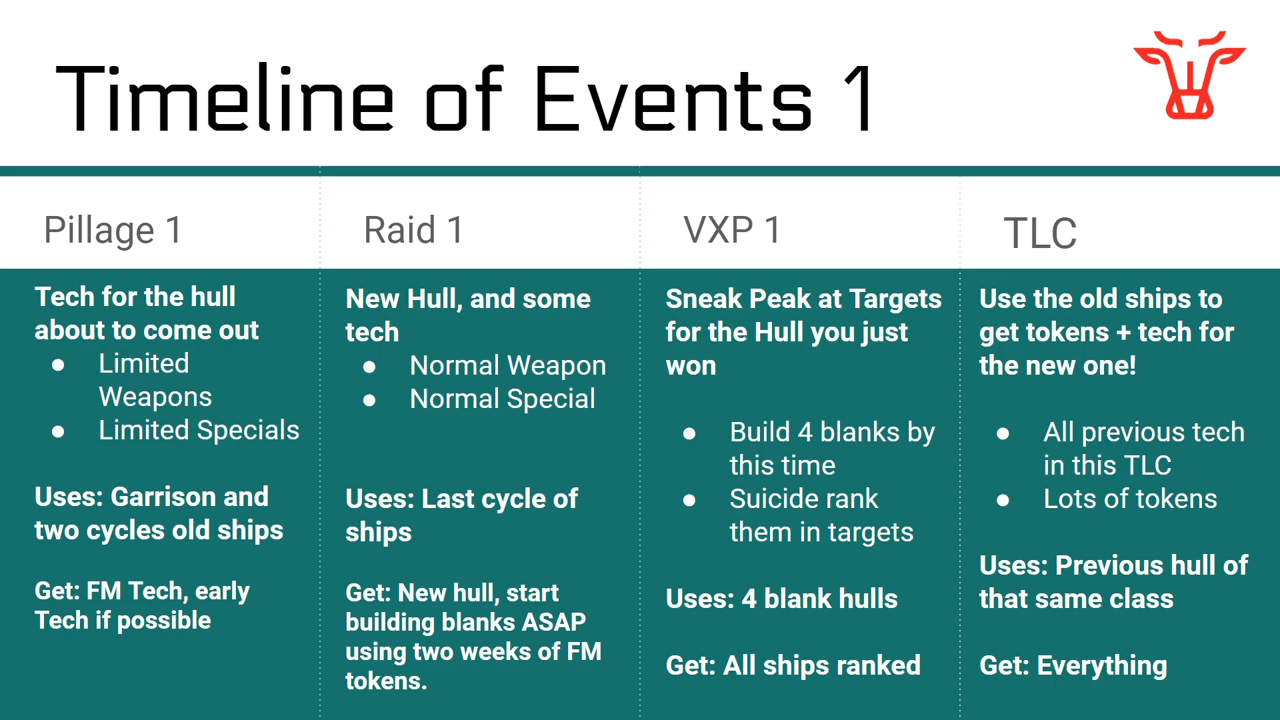 Timeline of Events 1
Pillage 1
Tech for the hull
about to come out
● Limited
Weapons
● Limited Specials
Uses: Garrison and
two cycles old ships
Get: FM Tech, early
Tech if possible
Raid 1
New Hull, and some
tech
● Normal Weapon
● Normal Special
Uses: Last cycle of
ships
Get: New hull, start
building blanks ASAP
using two weeks of FM
tokens.
VXP 1
Sneak Peak at Targets
for the Hull you just
won
● Build 4 blanks by
this time
● Suicide rank
them in targets
Uses: 4 blank hulls
Get: All ships ranked
TLC
Use the old ships to
get tokens + tech for
the new one!
● All previous tech
in this TLC
● Lots of tokens
Uses: Previous hull of
that same class
Get: Everything